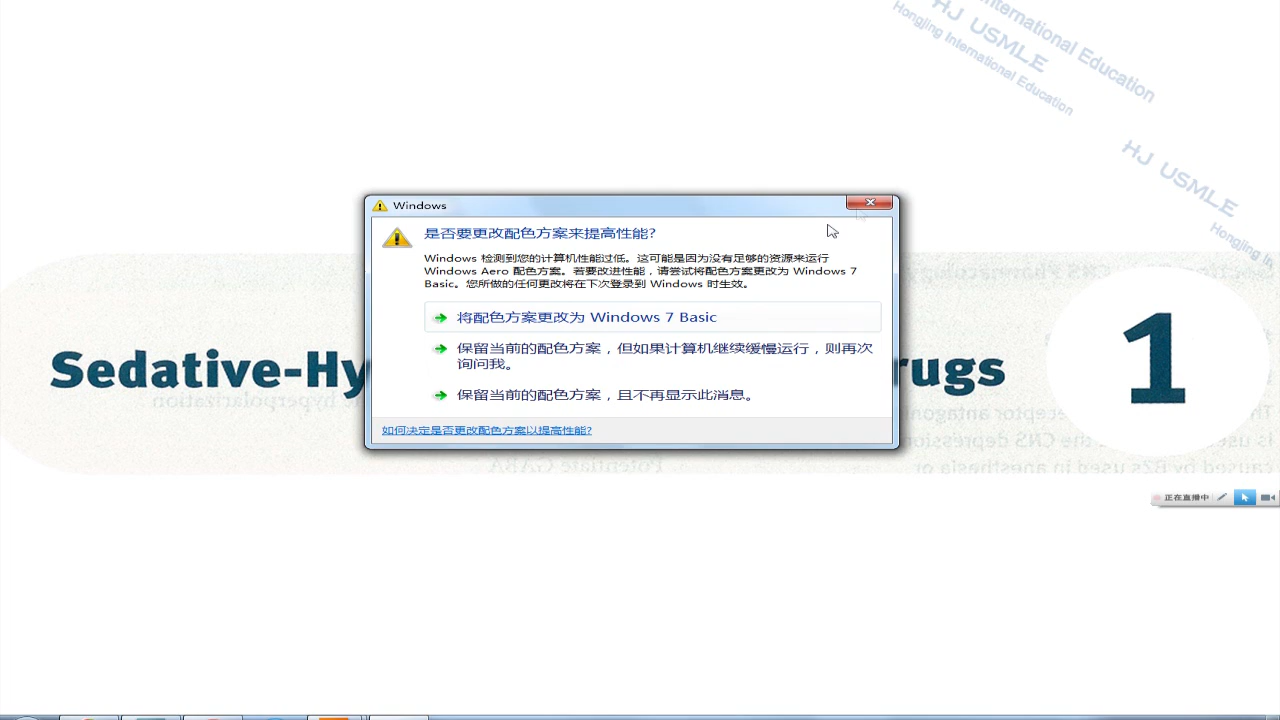 International Education
HJ USMLE
Hongjing International Education
HJ USMLE
Hongjing In
Windows
是否要更改配色方案来提高性能?
Windows 检测到您的计算机性能过低。这可能是因为没有足够的资源来运行
Windows Aero 配色方案。若要改进性能，请尝试将配色方案更改为 Windows 7
Basic。您所做的任何更改将在下次登录到 Windows 时生效。
将配色方案更改为 Windows 7 Basic
保留当前的配色方案，但如果计算机继续缓慢运行，则再次
询问我。
保留当前的配色方案，且不再显示此消息。
如何决定是否更改配色方案以提高性能?
Sedative-Hy
rugs
1
正在直播中